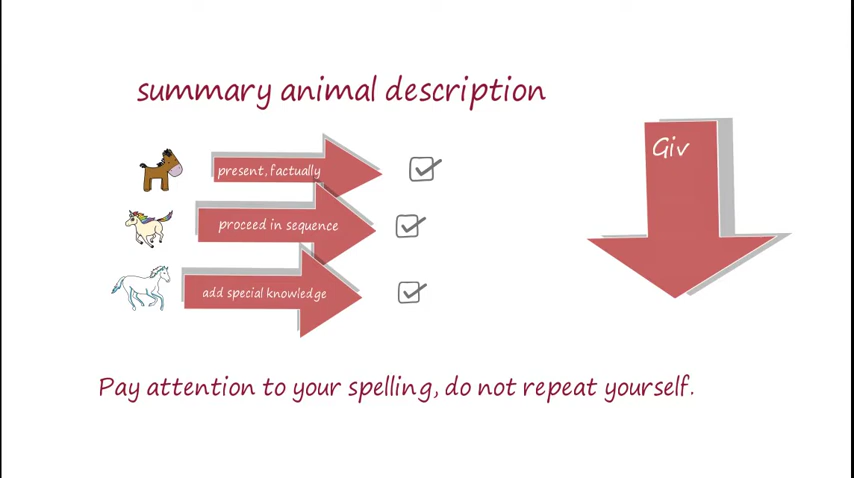 summary animal description
present, factually
proceed in sequence
add special knowledge
Giv
Pay attention to your spelling, do not repeat yourself.